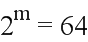 2^m = 64